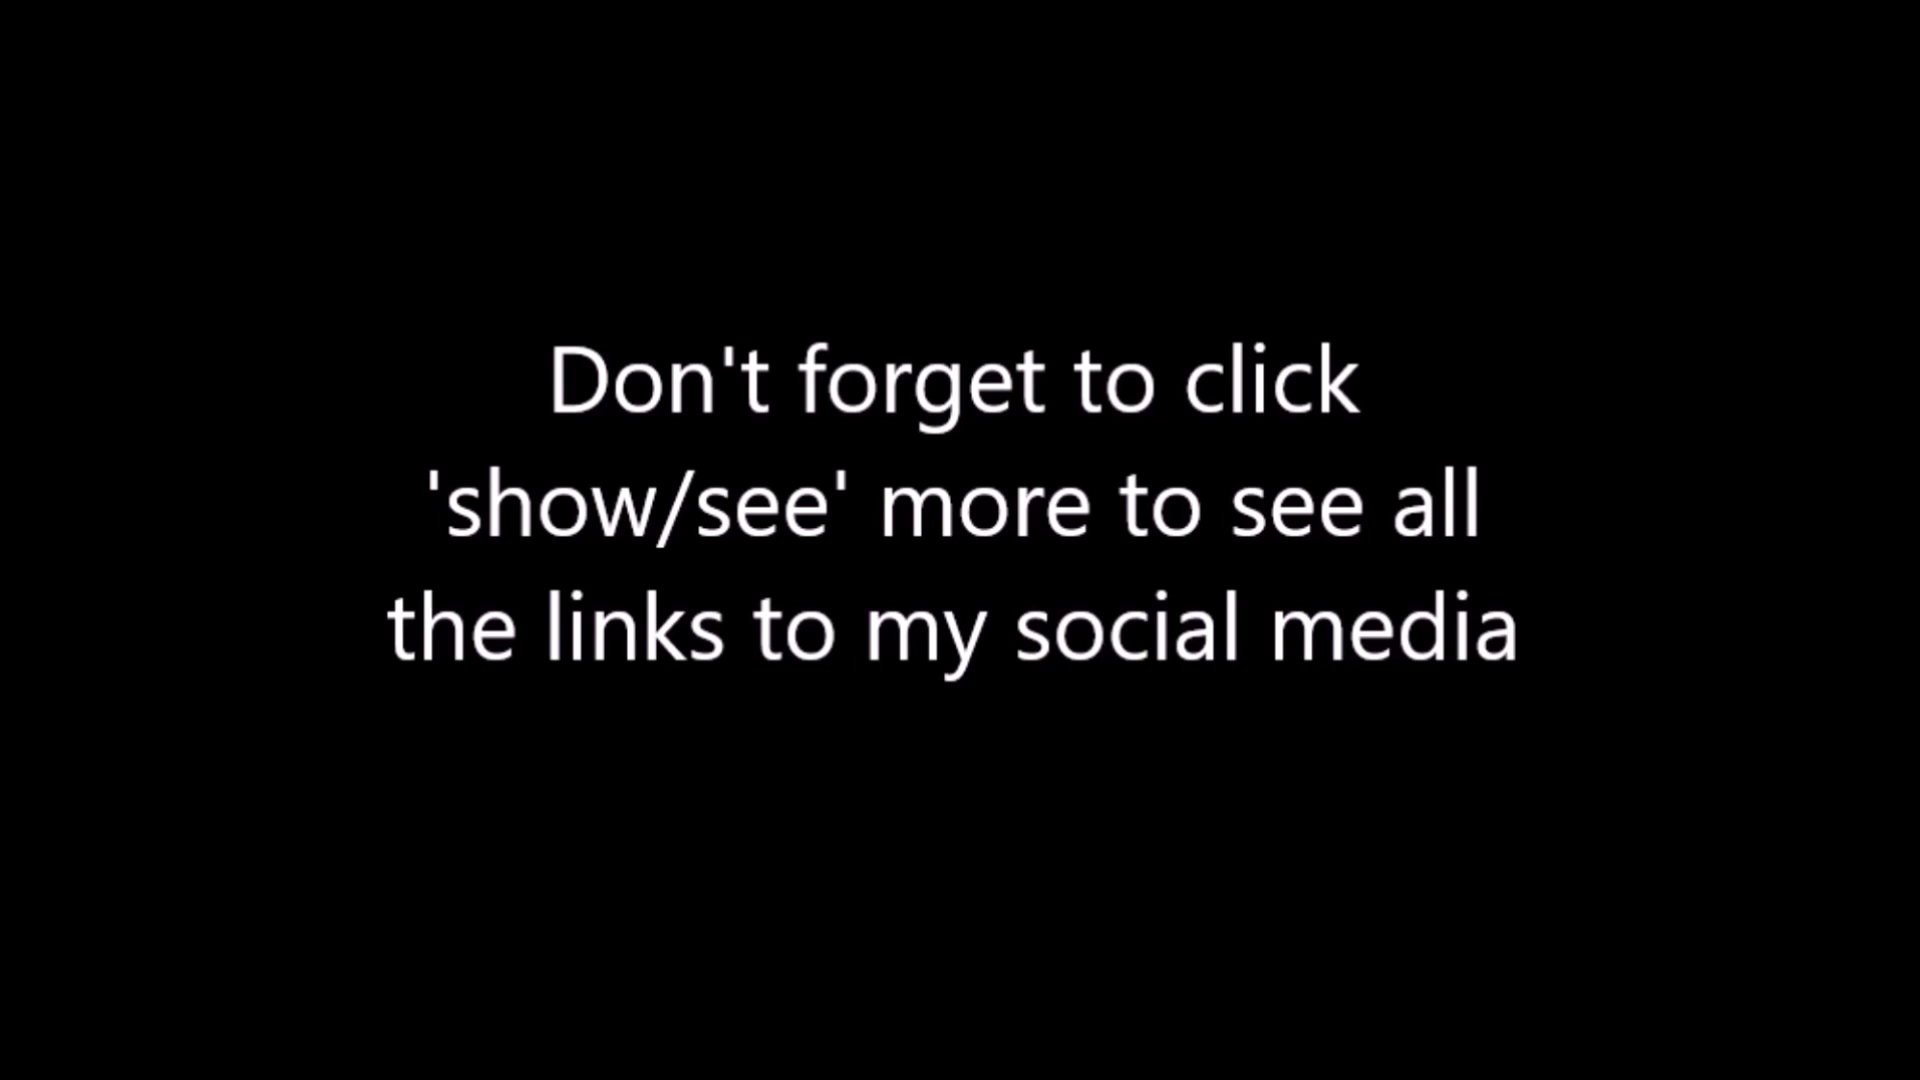 Don't forget to click
'show/see' more to see all
the links to my social media